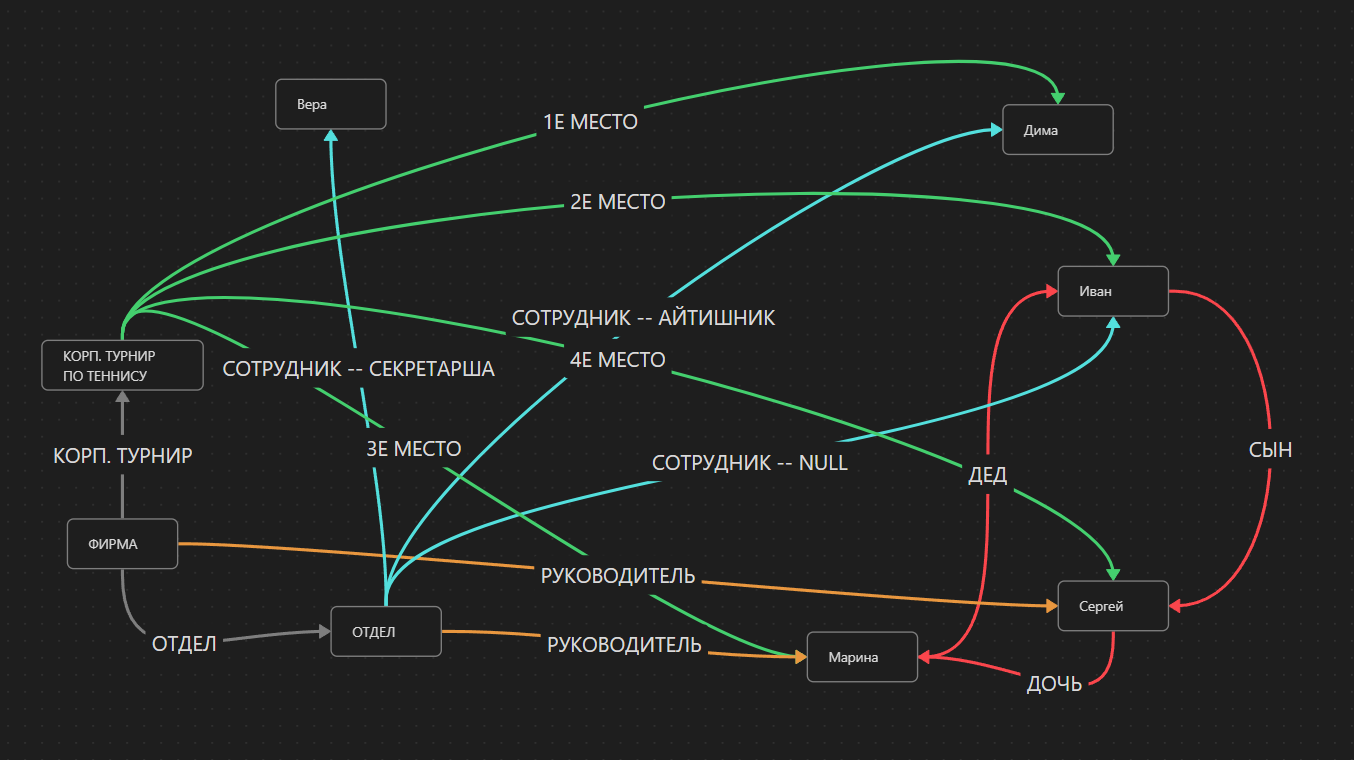 Вера
1Е МЕСТО
Дима
2Е МЕСТО
Иван
СОТРУДНИК -- АЙТИШНИК
КОРП. ТУРНИР
ПО ТЕННИСУ
4Е МЕСТО
СОТРУДНИК -- СЕКРЕТАРША
3Е МЕСТО
СЫН
КОРП. ТУРНИР
СОТРУДНИК -- NULL
ДЕД
ФИРМА
РУКОВОДИТЕЛЬ
Сергей
ОТДЕЛ
ОТДЕЛ
РУКОВОДИТЕЛЬ
Марина
ДОЧЬ